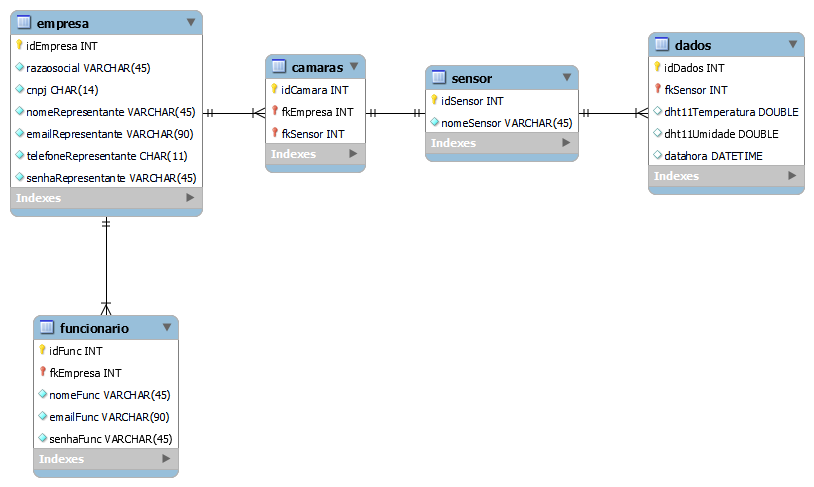 empresa
idEmpresa INT
razaosocial VARCHAR(45)
cnpj CHAR(14)
nomeRepresentante VARCHAR(45)
emailRepresentante VARCHAR(90)
telefoneRepresentante CHAR(11)
senhaRepresentante VARCHAR(45)
Indexes
camaras
idCamara INT
fkEmpresa INT
fkSensor INT
Indexes
sensor
idSensor INT
nomeSensor VARCHAR(45)
Indexes
dados
idDados INT
fkSensor INT
dht11Temperatura DOUBLE
dht11Umidade DOUBLE
datahora DATETIME
Indexes
funcionario
idFunc INT
fkEmpresa INT
nomeFunc VARCHAR(45)
emailFunc VARCHAR(90)
senhaFunc VARCHAR(45)
Indexes